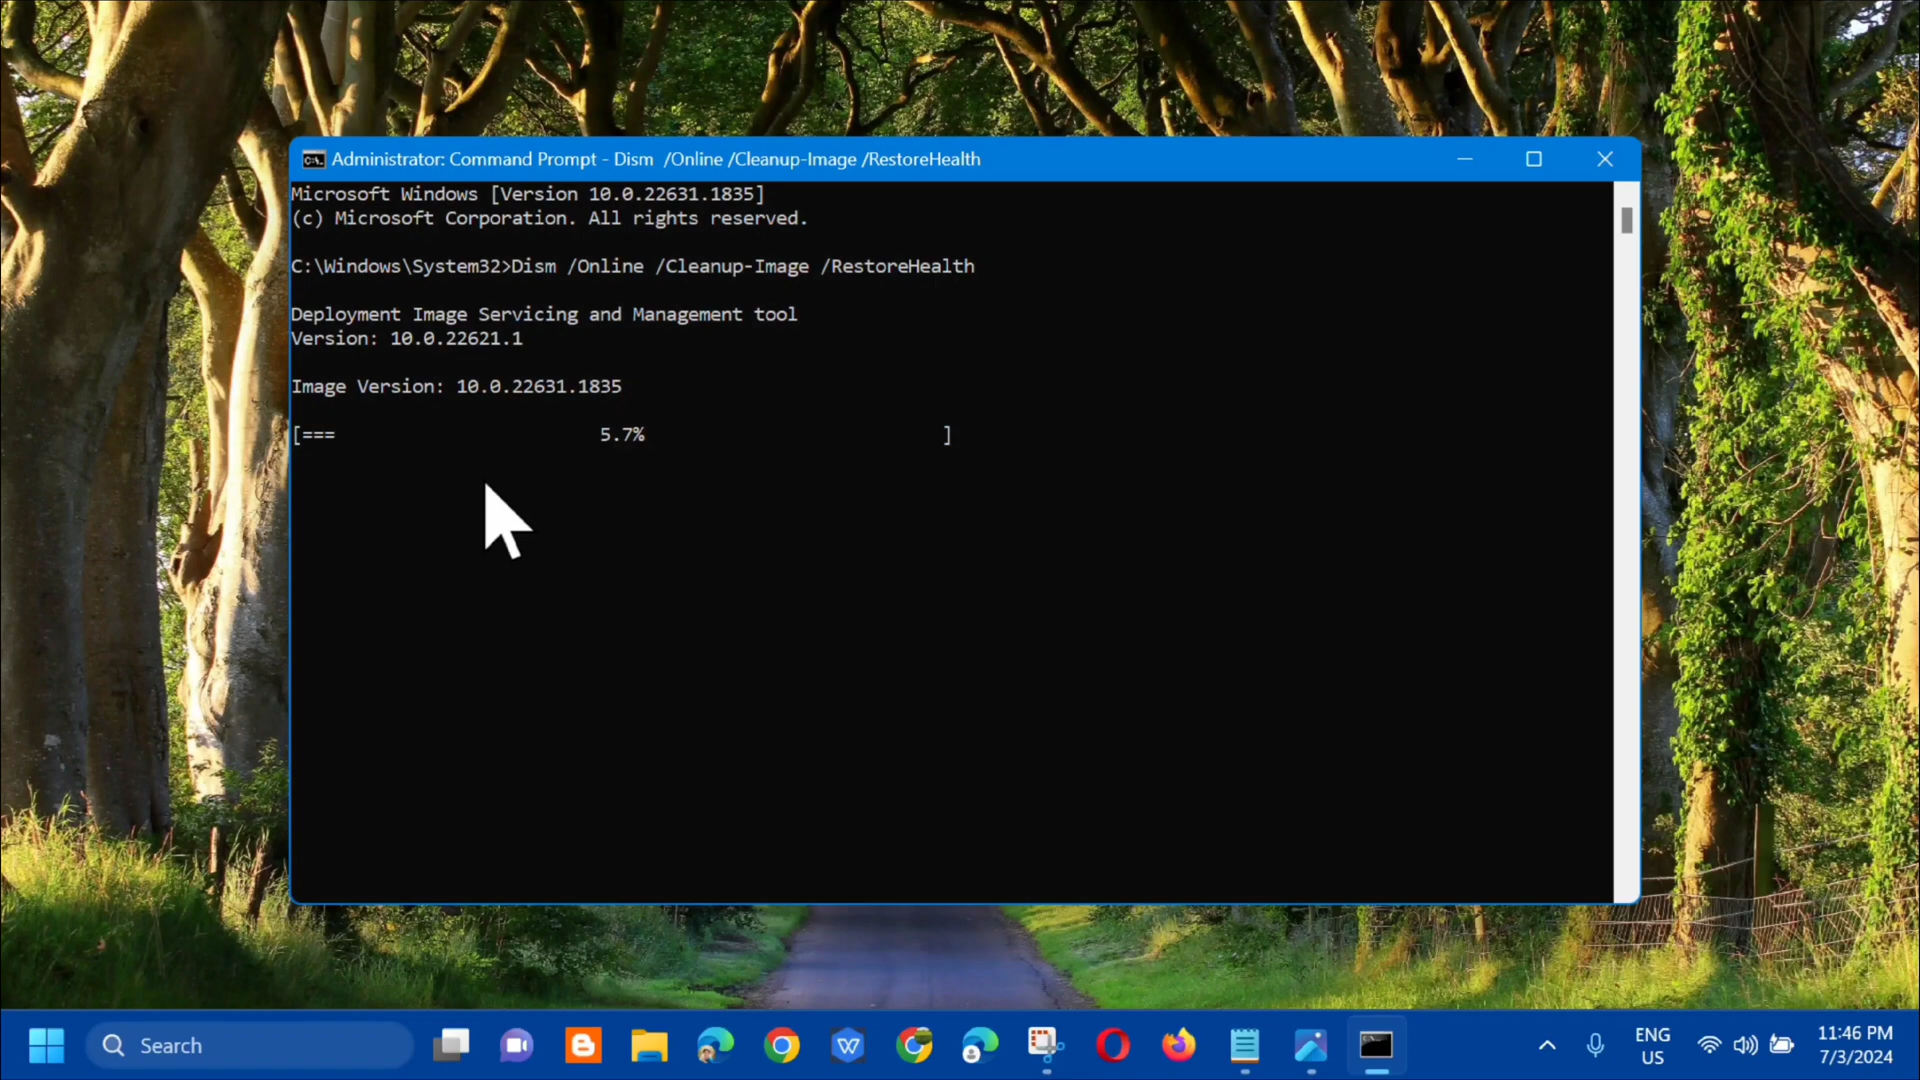 Administrator: Command Prompt - Dism  /Online /Cleanup-Image /RestoreHealth
Microsoft Windows [Version 10.0.22631.1835]
(c) Microsoft Corporation. All rights reserved.
C:\Windows\System32>Dism /Online /Cleanup-Image /RestoreHealth
Deployment Image Servicing and Management tool
Version: 10.0.22621.1
Image Version: 10.0.22631.1835
[===                         5.7%                           ]
Search
ENG
US
11:46 PM
7/3/2024